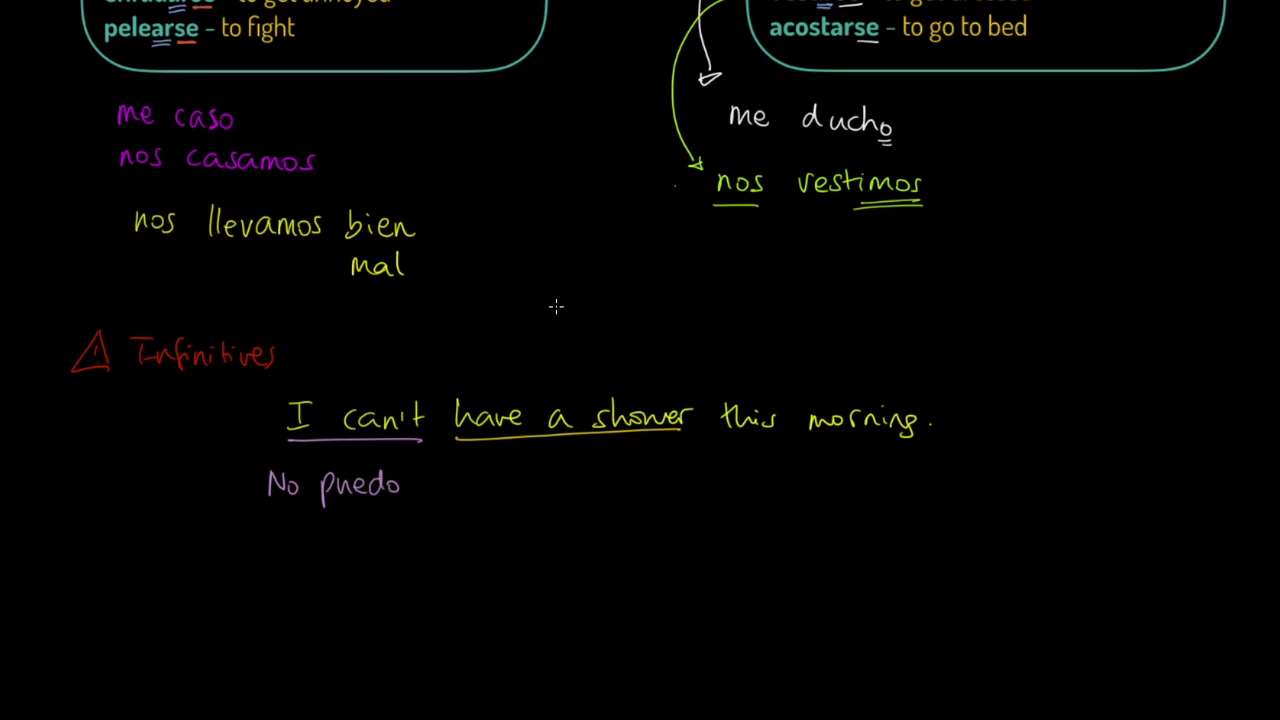 pelearse - to fight
acostarse - to go to bed
me caso
nos casamos
nos llevamos bien
mal
me ducho
nos vestimos
Infinitives
I can't have a shower this morning.
No puedo